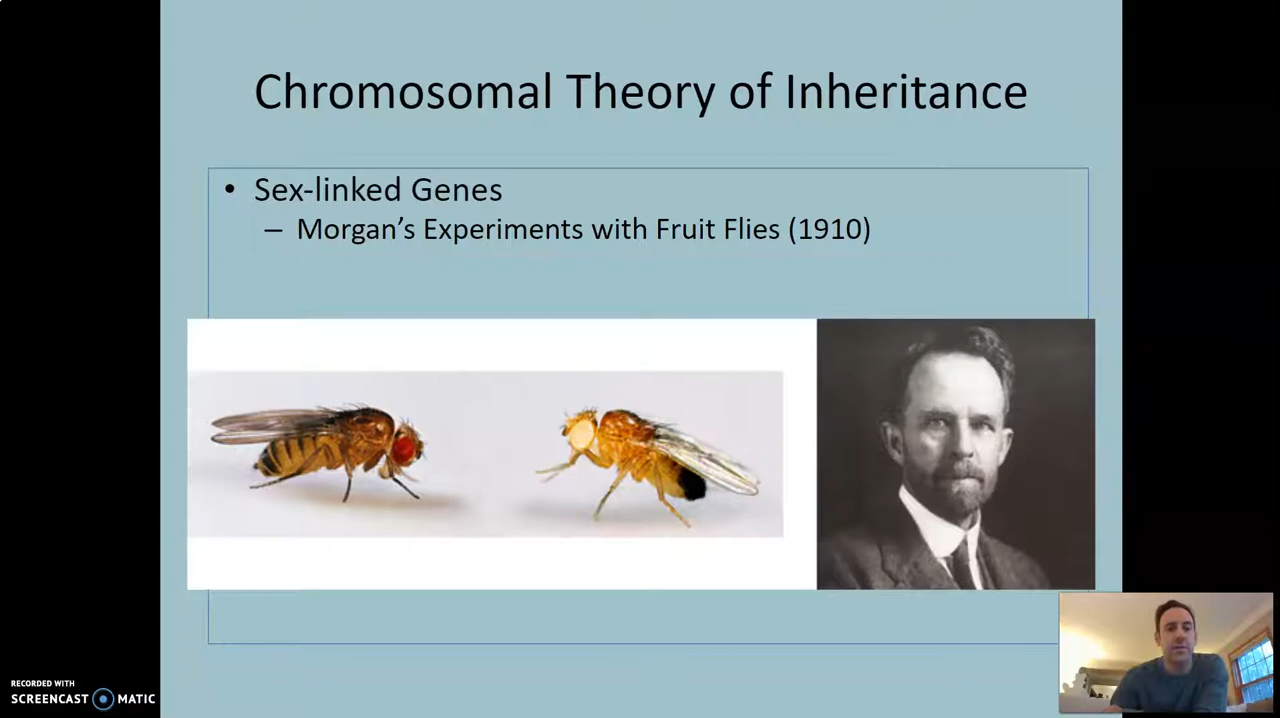 Chromosomal Theory of Inheritance
• Sex-linked Genes
– Morgan’s Experiments with Fruit Flies (1910)
RECORDED WITH
SCREENCAST MATIC